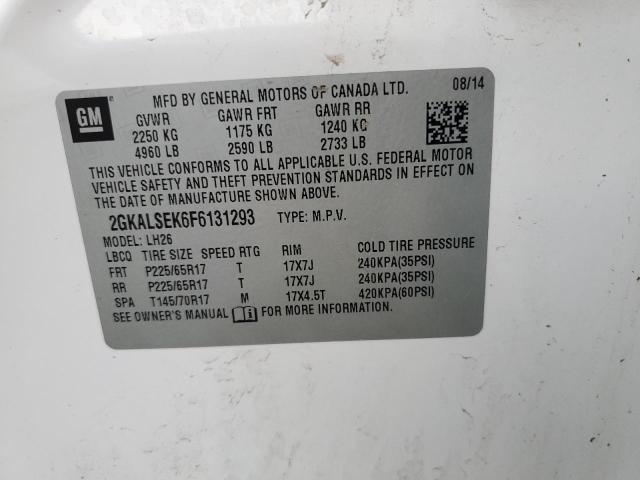 GM
MFD BY GENERAL MOTORS OF CANADA LTD. 08/14
GVWR GAWR FRT GAWR RR
2250 KG 1175 KG 1240 KG
4960 LB 2590 LB 2733 LB
THIS VEHICLE CONFORMS TO ALL APPLICABLE U.S. FEDERAL MOTOR
VEHICLE SAFETY AND THEFT PREVENTION STANDARDS IN EFFECT ON
THE DATE OF MANUFACTURE SHOWN ABOVE.
2GKALSEK6F6131293 TYPE: M.P.V.
MODEL: LH26
LBCQ TIRE SIZE SPEED RTG RIM COLD TIRE PRESSURE
FRT P225/65R17 T 17X7J 240KPA(35PSI)
RR P225/65R17 T 17X7J 240KPA(35PSI)
SPA T145/70R17 M 17X4.5T 420KPA(60PSI)
SEE OWNER'S MANUAL i FOR MORE INFORMATION.